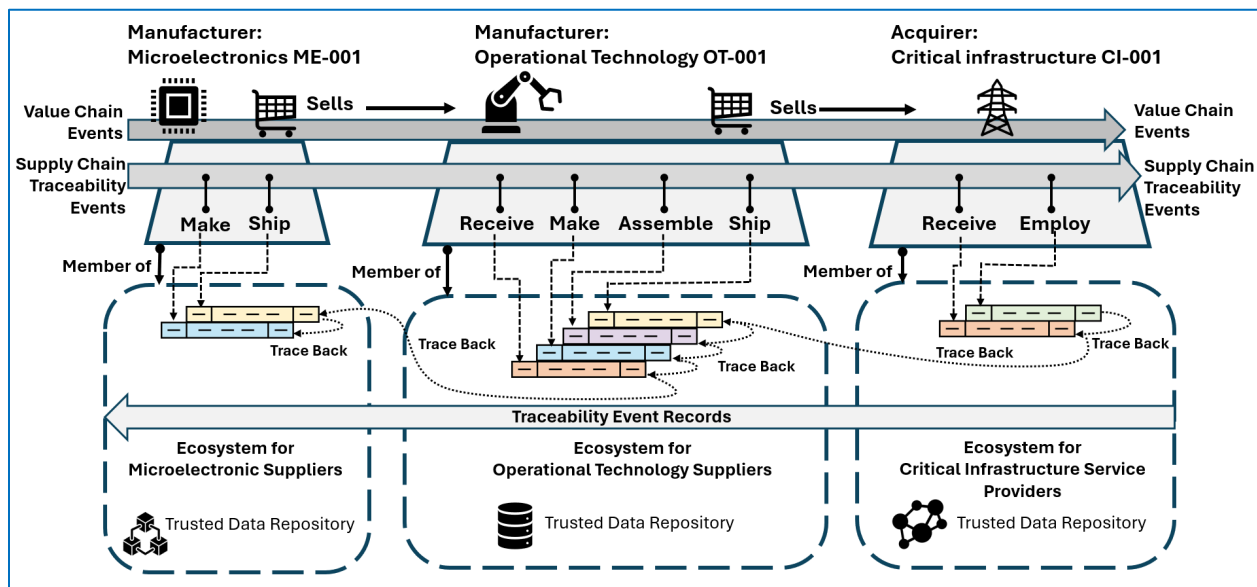 Manufacturer:
Microelectronics ME-001
Manufacturer:
Operational Technology OT-001
Acquirer:
Critical infrastructure CI-001
Sells
Sells
Value Chain
Events
Value Chain
Events
Supply Chain
Traceability
Events
Supply Chain
Traceability
Events
Make
Ship
Receive
Make
Assemble
Ship
Receive
Employ
Member of
Member of
Member of
Trace Back
Trace Back
Trace Back
Trace Back
Trace Back
Traceability Event Records
Ecosystem for
Microelectronic Suppliers
Ecosystem for
Operational Technology Suppliers
Ecosystem for
Critical Infrastructure Service
Providers
Trusted Data Repository
Trusted Data Repository
Trusted Data Repository